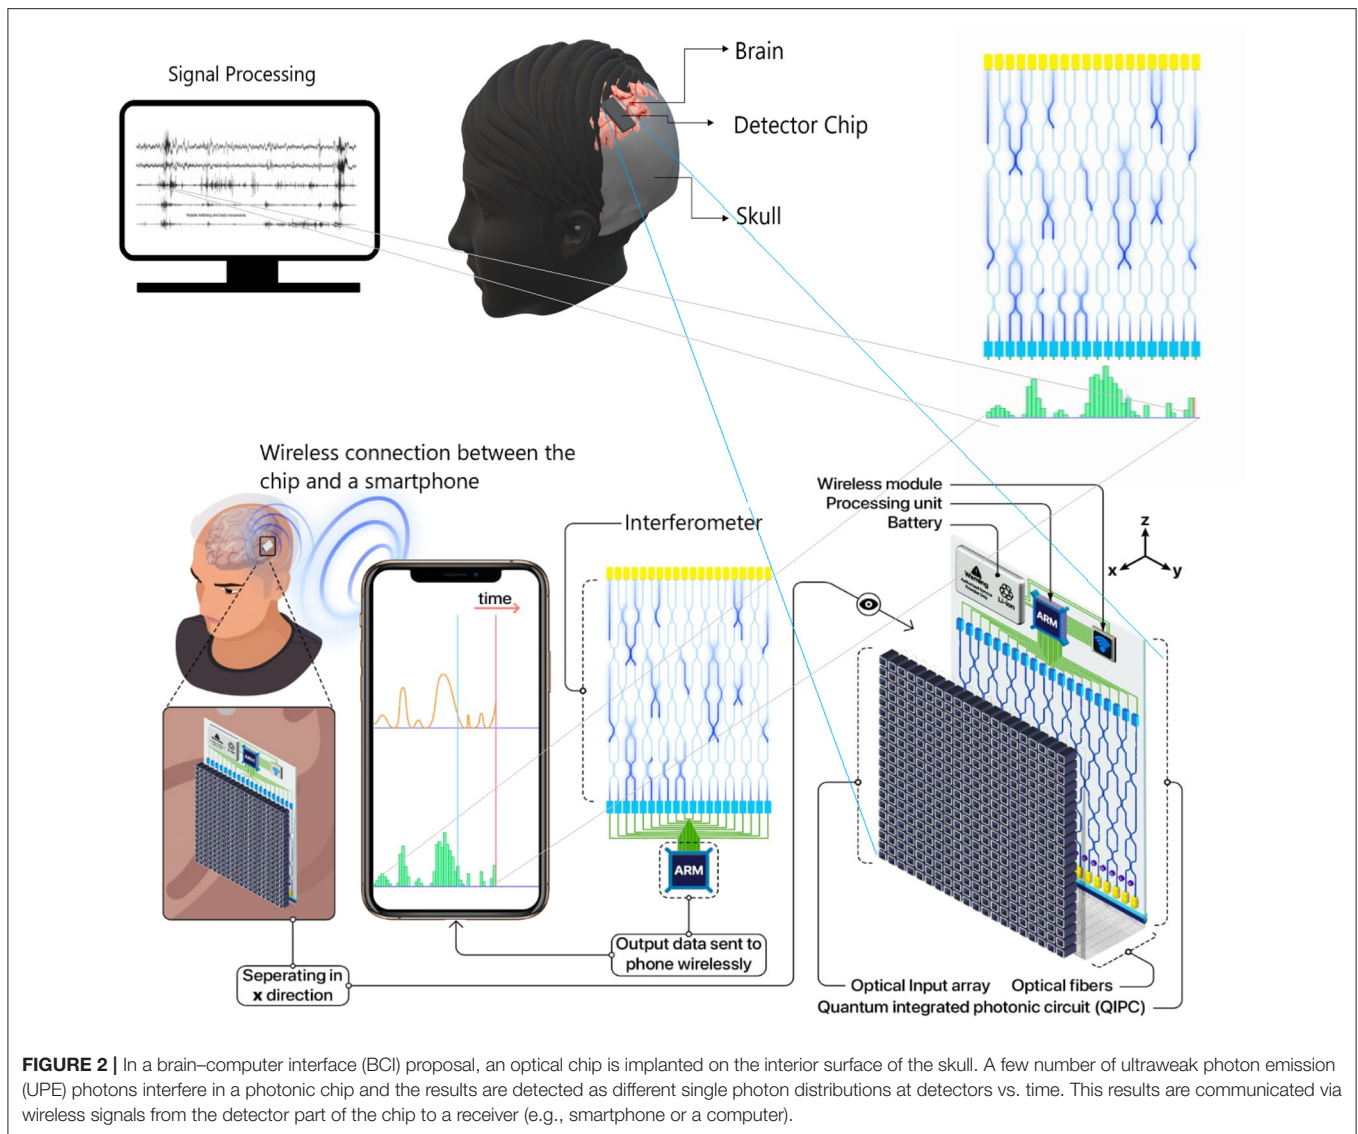 Signal Processing
Brain
Detector Chip
Skull
Wireless connection between the
chip and a smartphone
Interferometer
time
ARM
Output data sent to
phone wirelessly
Seperating in
x direction
Wireless module
Processing unit
Battery
Warning
Li-ion
ARM
z
x
y
Optical Input array
Optical fibers
Quantum integrated photonic circuit (QIPC)
FIGURE 2 | In a brain–computer interface (BCI) proposal, an optical chip is implanted on the interior surface of the skull. A few number of ultraweak photon emission
(UPE) photons interfere in a photonic chip and the results are detected as different single photon distributions at detectors vs. time. This results are communicated via
wireless signals from the detector part of the chip to a receiver (e.g., smartphone or a computer).